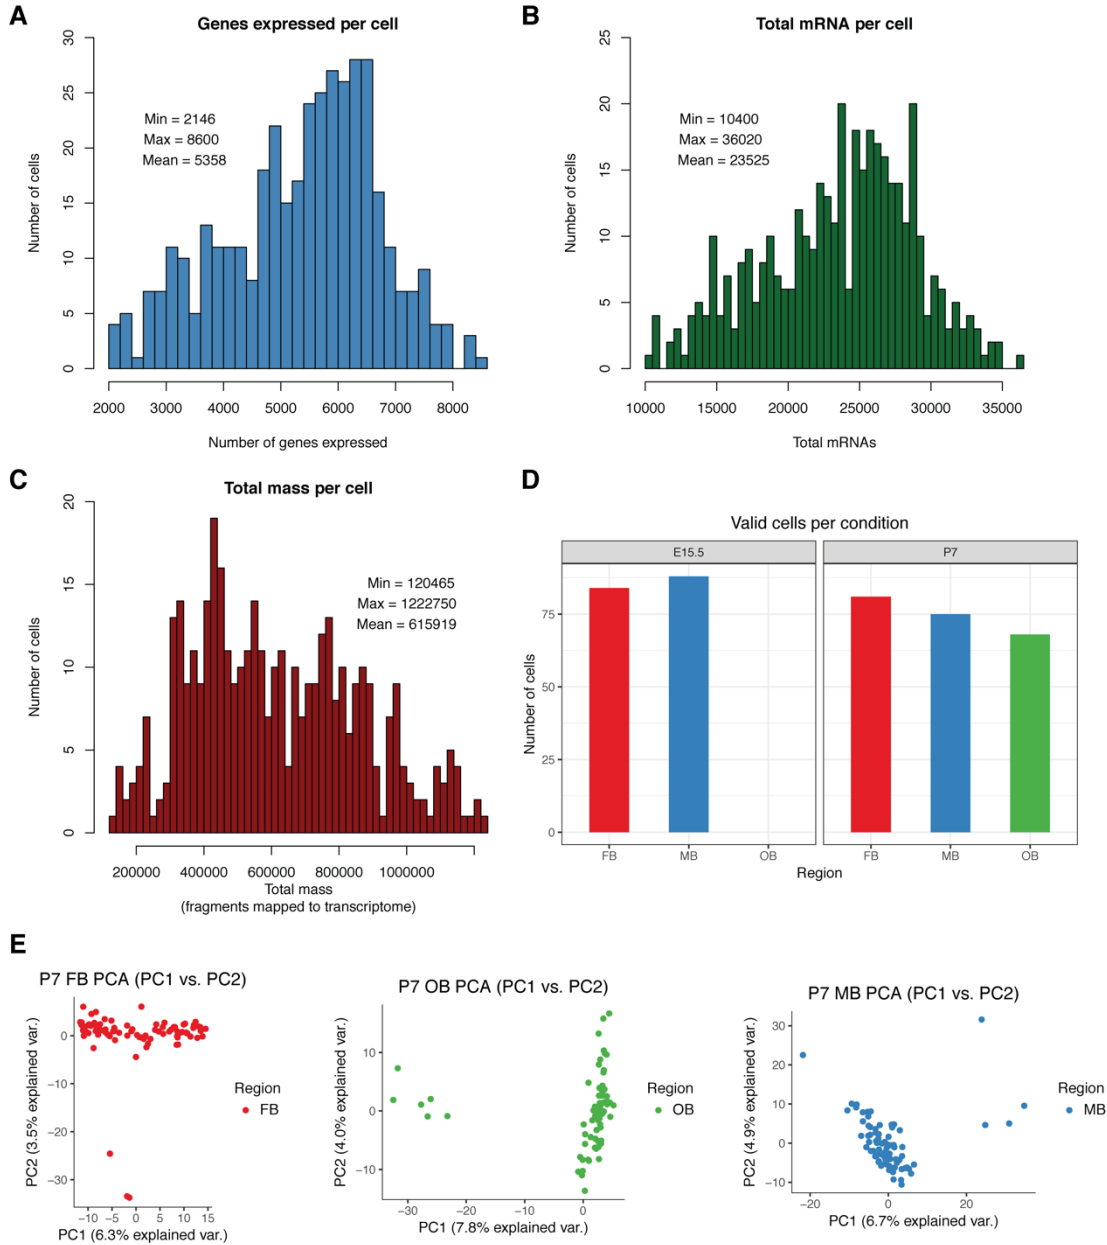 A
Genes expressed per cell
30
25
20
15
10
5
0
Number of cells
Min = 2146
Max = 8600
Mean = 5358
2000 3000 4000 5000 6000 7000 8000
Number of genes expressed
B
Total mRNA per cell
25
20
15
10
5
0
Number of cells
Min = 10400
Max = 36020
Mean = 23525
10000 15000 20000 25000 30000 35000
Total mRNAs
C
Total mass per cell
20
15
10
5
0
Number of cells
Min = 120465
Max = 1222750
Mean = 615919
200000 400000 600000 800000 1000000
Total mass
(fragments mapped to transcriptome)
D
Valid cells per condition
E15.5 P7
75
50
25
0
Number of cells
FB MB OB FB MB OB
Region
E
P7 FB PCA (PC1 vs. PC2)
0
−10
−20
−30
PC2 (3.5% explained var.)
−10 −5 0 5 10 15
PC1 (6.3% explained var.)
Region
FB
P7 OB PCA (PC1 vs. PC2)
10
0
−10
PC2 (4.0% explained var.)
−30 −20 −10 0
PC1 (7.8% explained var.)
Region
OB
P7 MB PCA (PC1 vs. PC2)
30
20
10
0
−10
PC2 (4.9% explained var.)
−20 0 20
PC1 (6.7% explained var.)
Region
MB